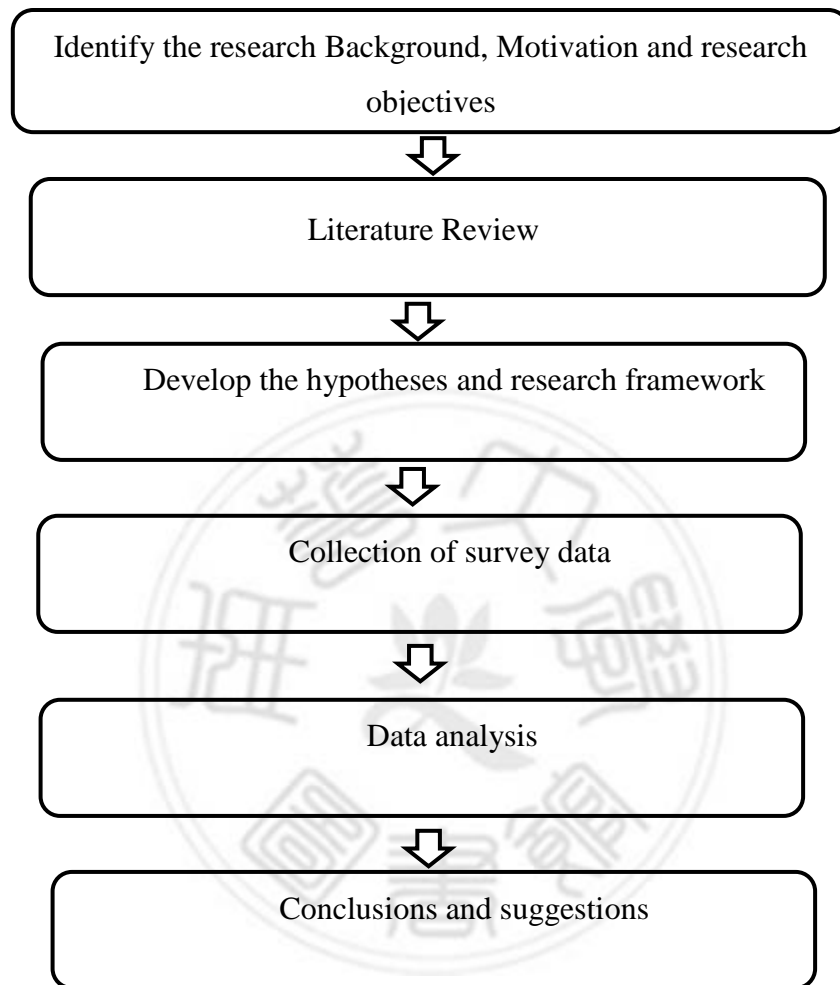 Identify the research Background, Motivation and research
objectives
Literature Review
Develop the hypotheses and research framework
Collection of survey data
Data analysis
Conclusions and suggestions